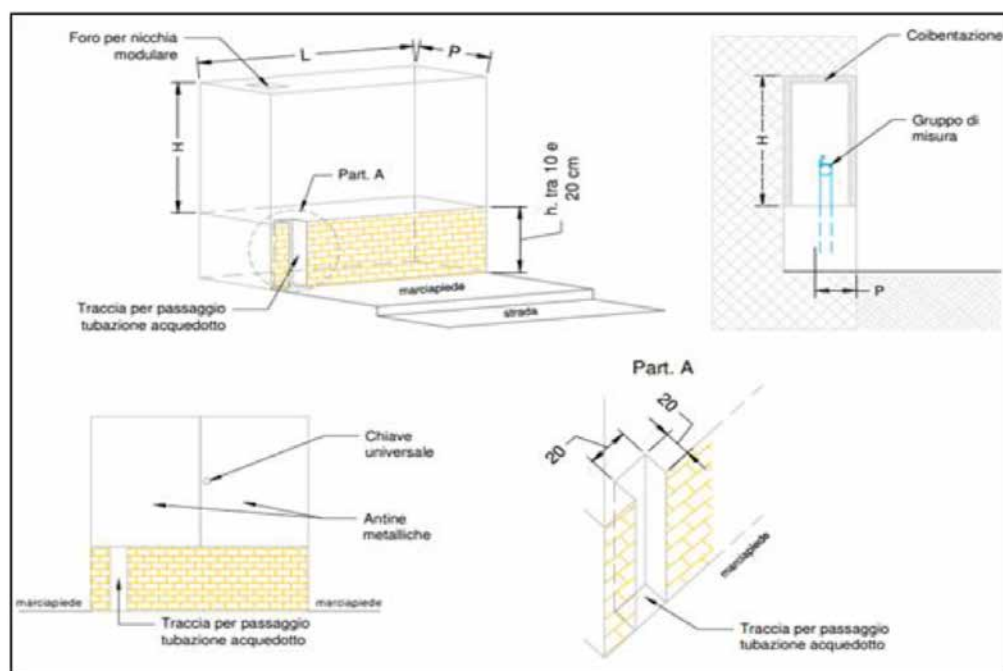 Foro per nicchia
modulare
L
P
H
Part. A
h. tra 10 e
20 cm
Traccia per passaggio
tubazione acquedotto
marciapiede
strada
Coibentazione
H
Gruppo di
misura
P
Chiave
universale
Antine
metalliche
marciapiede
marciapiede
Traccia per passaggio
tubazione acquedotto
Part. A
20
20
marciapiede
Traccia per passaggio
tubazione acquedotto